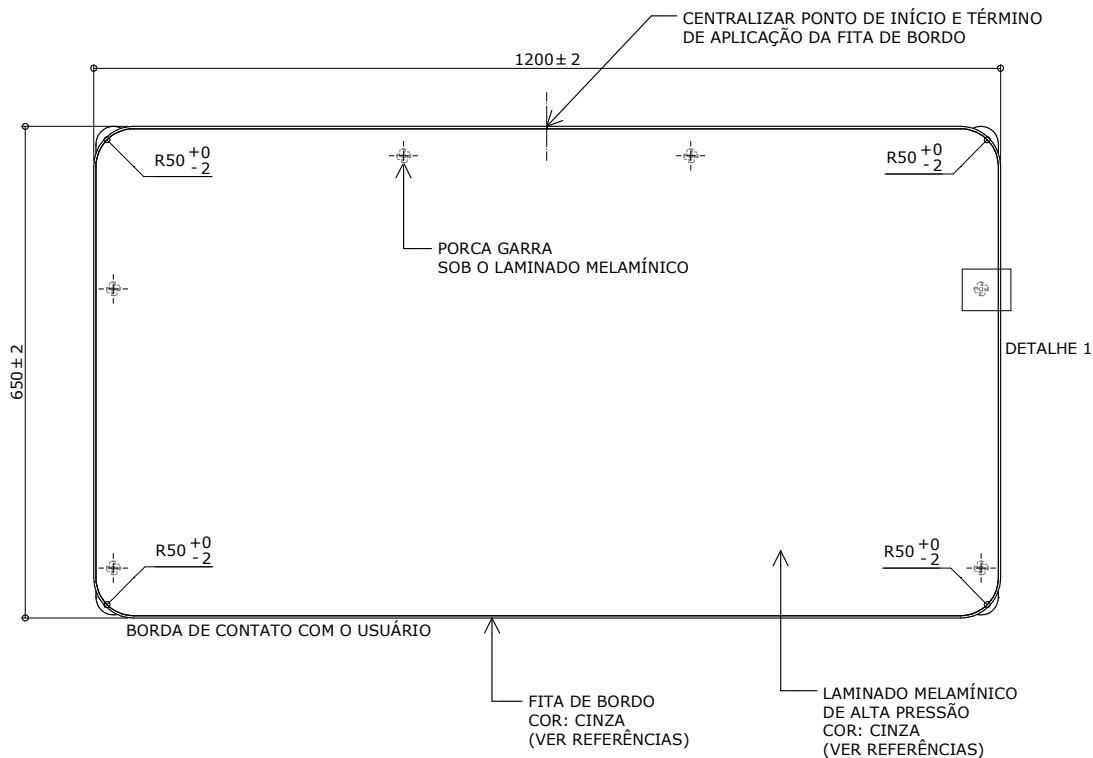 CENTRALIZAR PONTO DE INÍCIO E TÉRMINO
DE APLICAÇÃO DA FITA DE BORDO
1200± 2
R50 +0 -2
R50 +0 -2
PORCA GARRA
SOB O LAMINADO MELAMÍNICO
650± 2
DETALHE 1
R50 +0 -2
R50 +0 -2
BORDA DE CONTATO COM O USUÁRIO
FITA DE BORDO
COR: CINZA
(VER REFERÊNCIAS)
LAMINADO MELAMÍNICO
DE ALTA PRESSÃO
COR: CINZA
(VER REFERÊNCIAS)